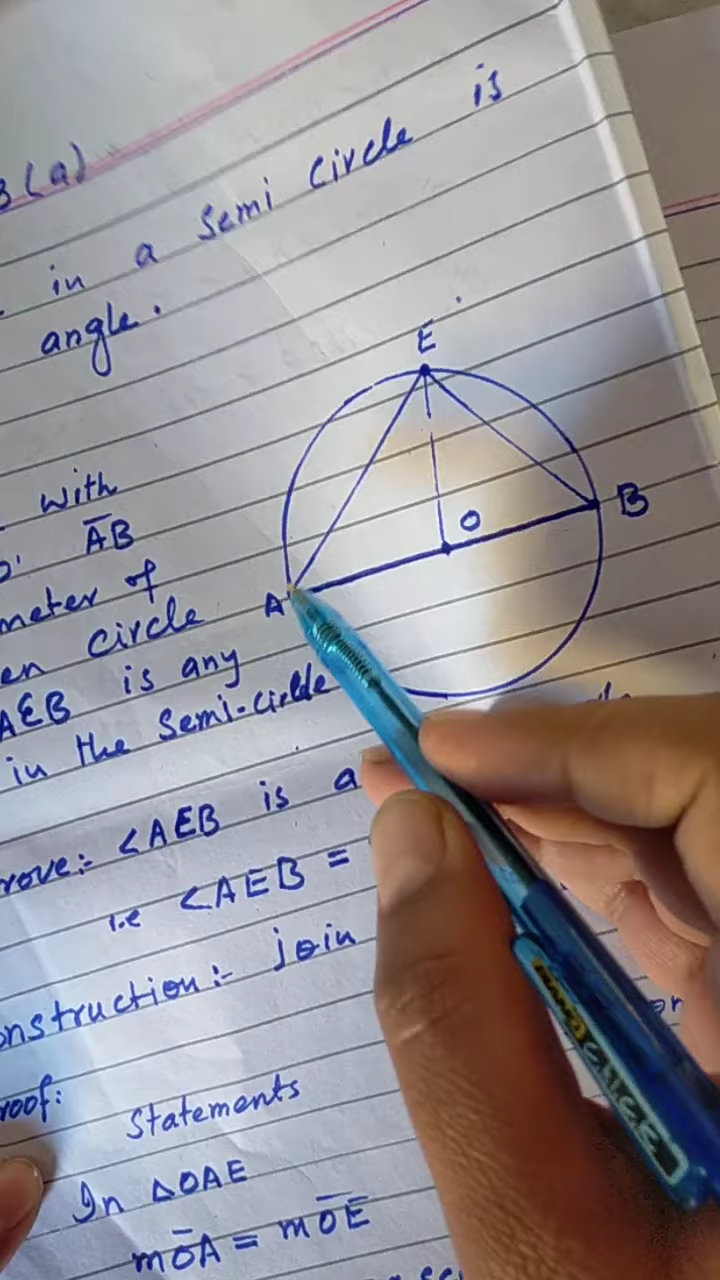 3(a)
in a semi circle is
angle.
E
With
B
O
AB
meter of
en circle
A
AEB is any
in the Semi-Circle
rove:- <AEB is a
i.e <AEB =
onstruction:- join
roof:
Statements
In △OAE
mOA = mOE